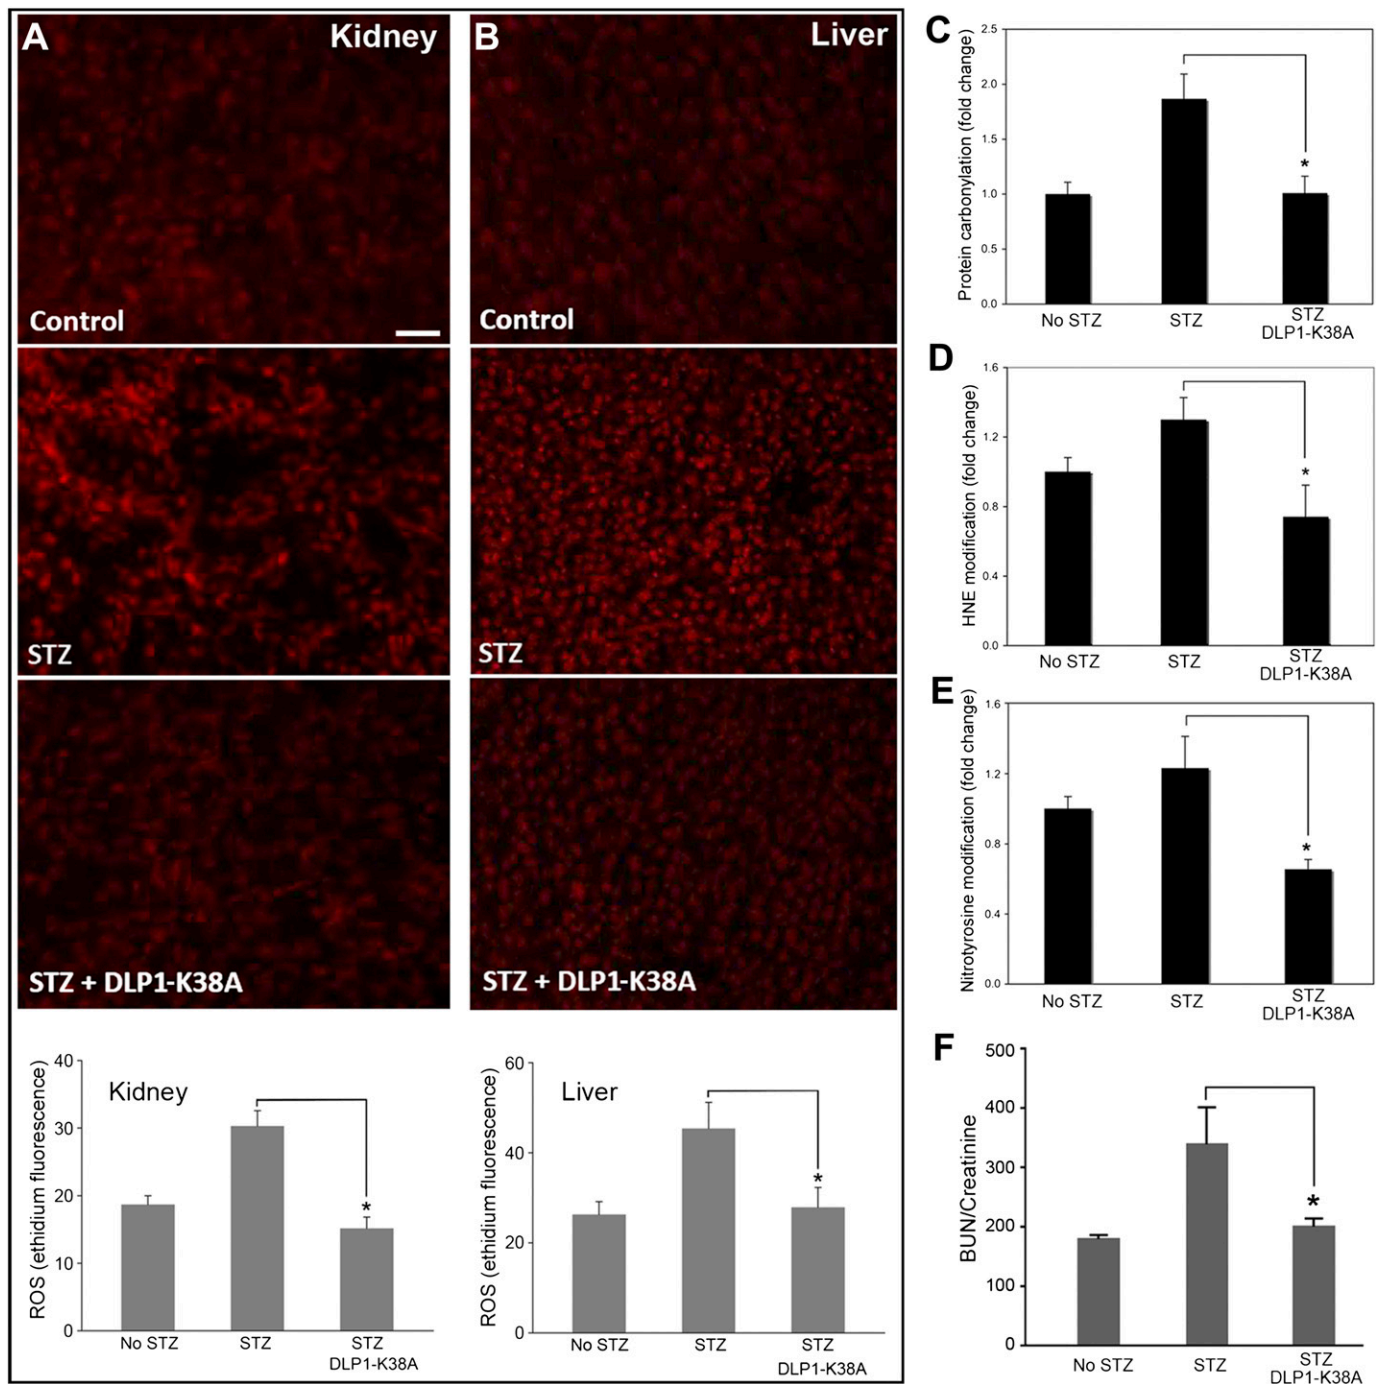 A
Kidney
Control
STZ
STZ + DLP1-K38A
B
Liver
Control
STZ
STZ + DLP1-K38A
Kidney
ROS (ethidium fluorescence)
40
30
20
10
0
*
No STZ
STZ
STZ
DLP1-K38A
Liver
ROS (ethidium fluorescence)
60
40
20
0
*
No STZ
STZ
STZ
DLP1-K38A
C
Protein carbonylation (fold change)
2.5
2.0
1.5
1.0
0.5
0.0
*
No STZ
STZ
STZ
DLP1-K38A
D
HNE modification (fold change)
1.6
1.2
0.8
0.4
0.0
*
No STZ
STZ
STZ
DLP1-K38A
E
Nitrotyrosine modification (fold change)
1.6
1.2
0.8
0.4
0.0
*
No STZ
STZ
STZ
DLP1-K38A
F
BUN/Creatinine
500
400
300
200
100
0
*
No STZ
STZ
STZ
DLP1-K38A